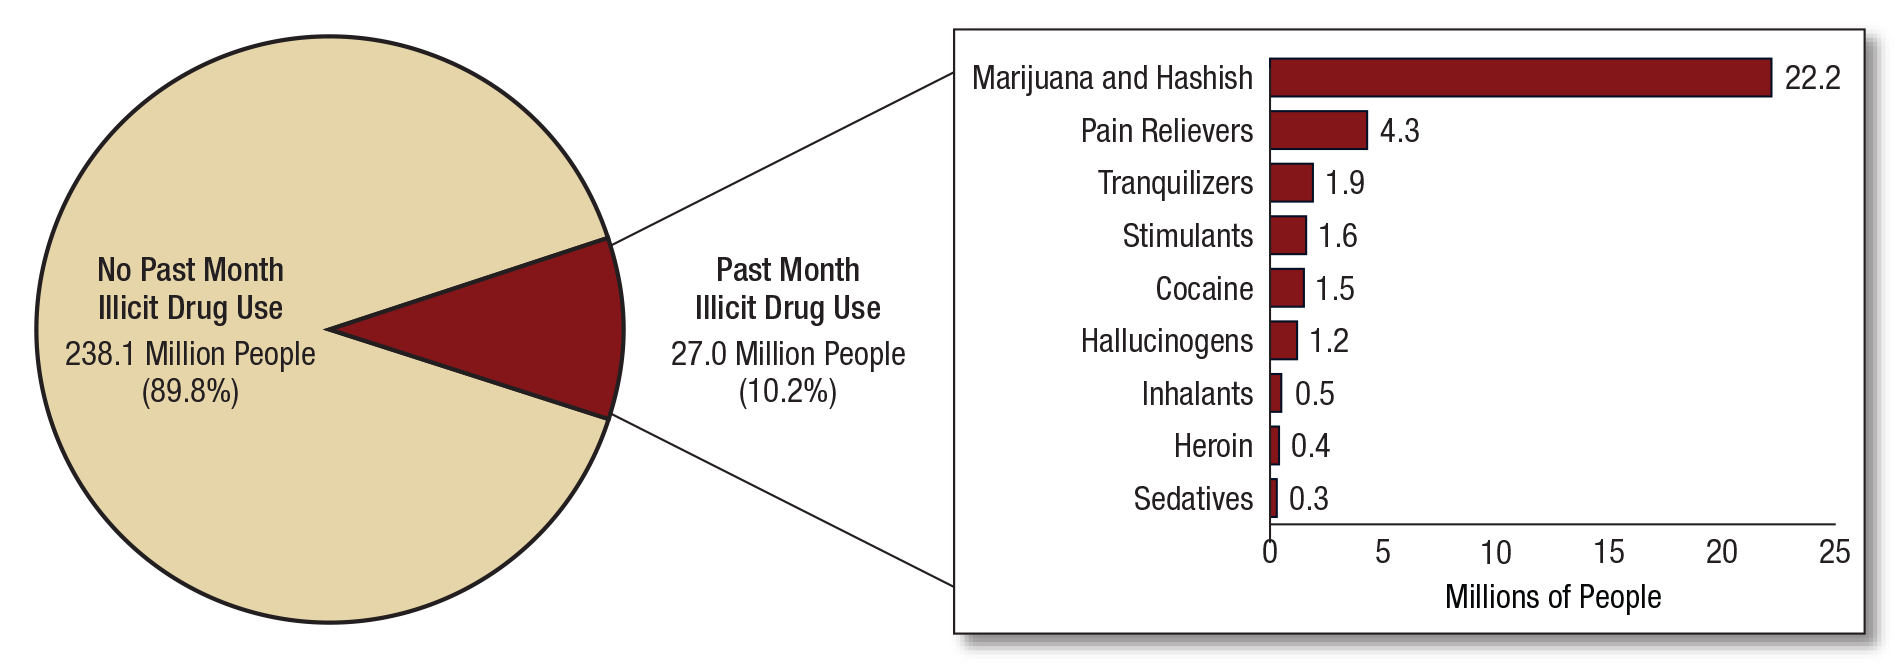 No Past Month
Illicit Drug Use
238.1 Million People
(89.8%)
Past Month
Illicit Drug Use
27.0 Million People
(10.2%)
Marijuana and Hashish 22.2
Pain Relievers 4.3
Tranquilizers 1.9
Stimulants 1.6
Cocaine 1.5
Hallucinogens 1.2
Inhalants 0.5
Heroin 0.4
Sedatives 0.3
0 5 10 15 20 25
Millions of People